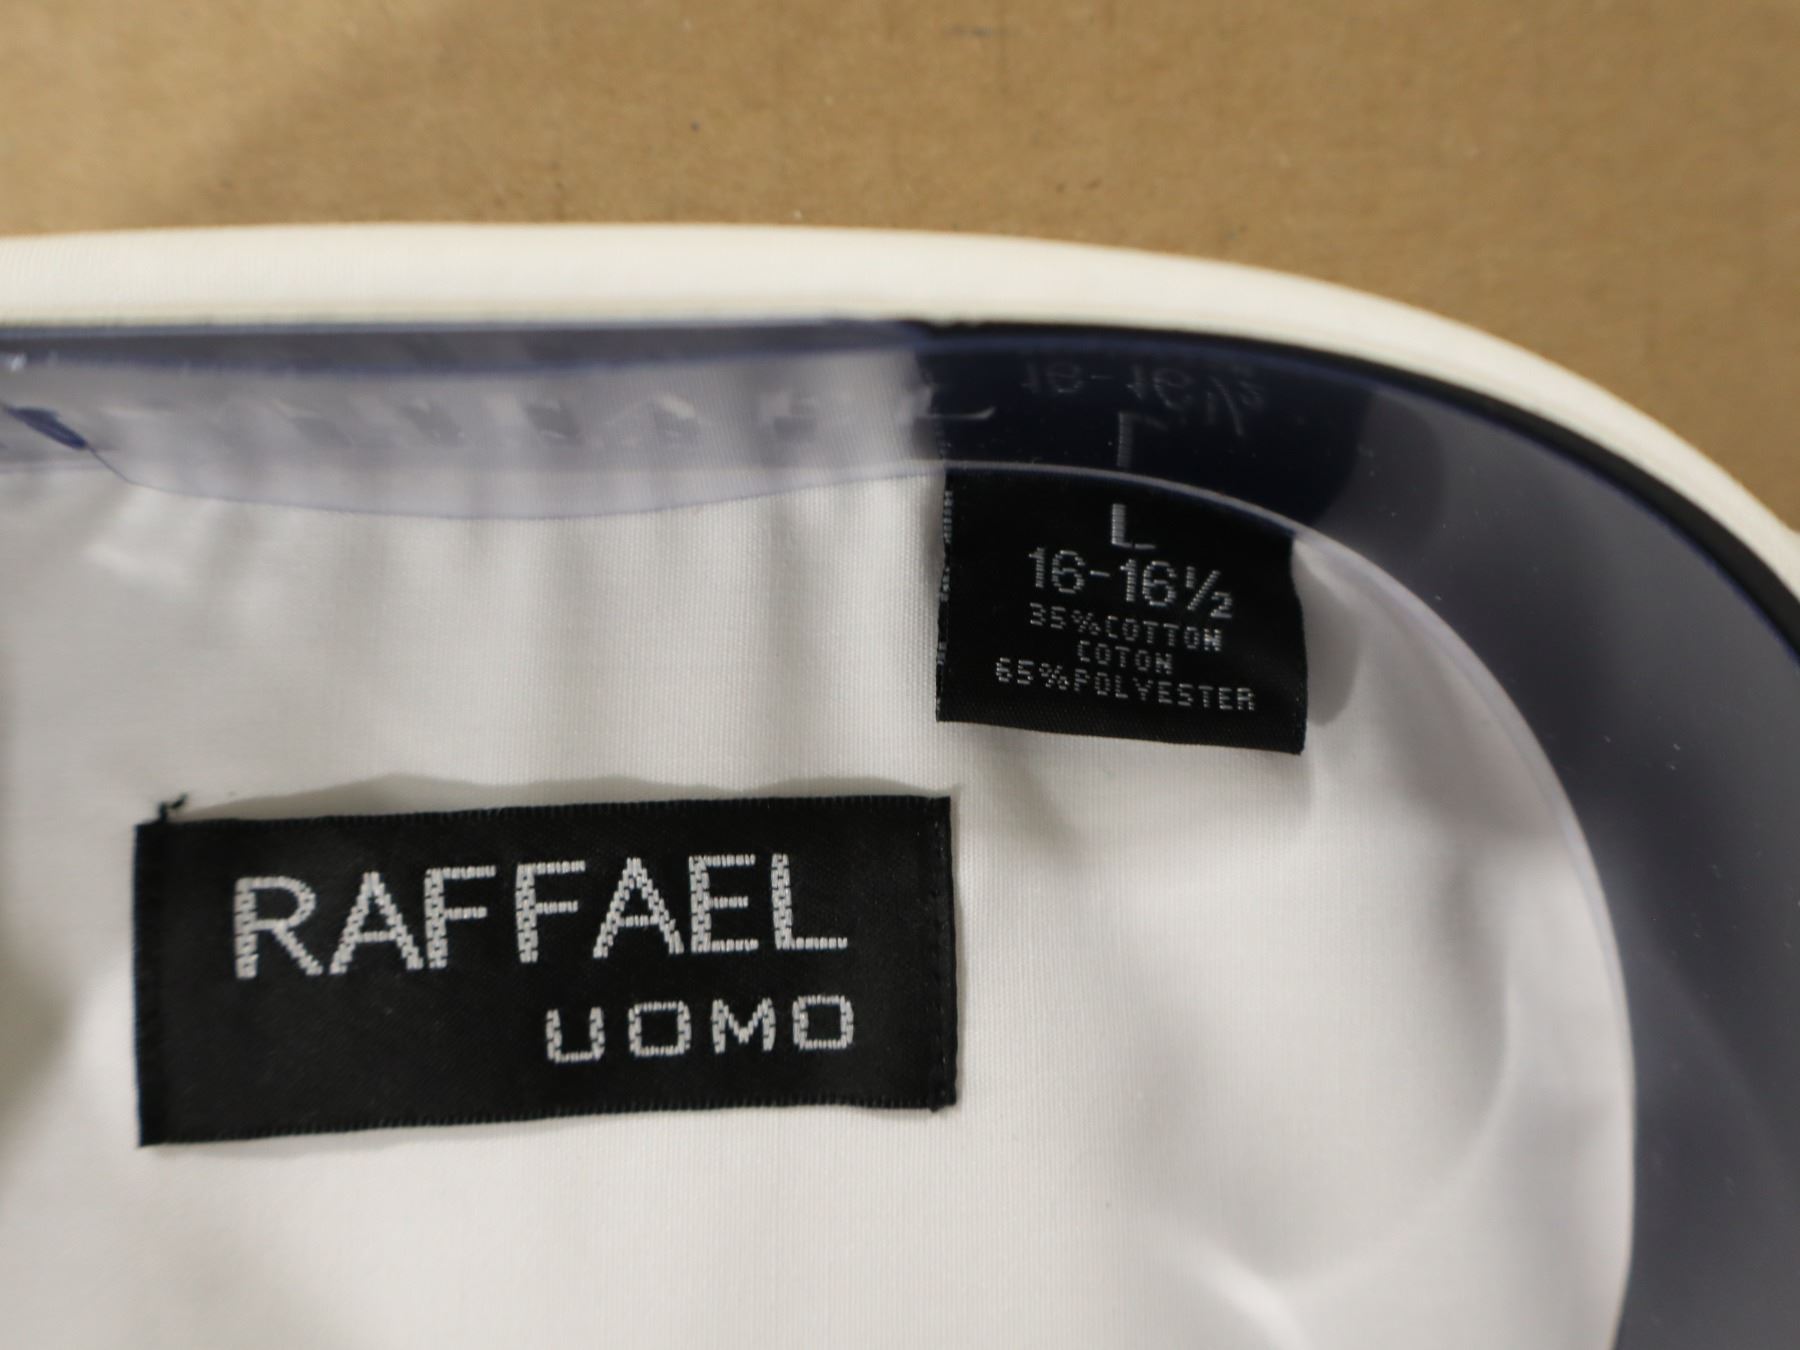 L
16-16½
35%COTTON
COTON
65%POLYESTER
RAFFAEL
UOMO